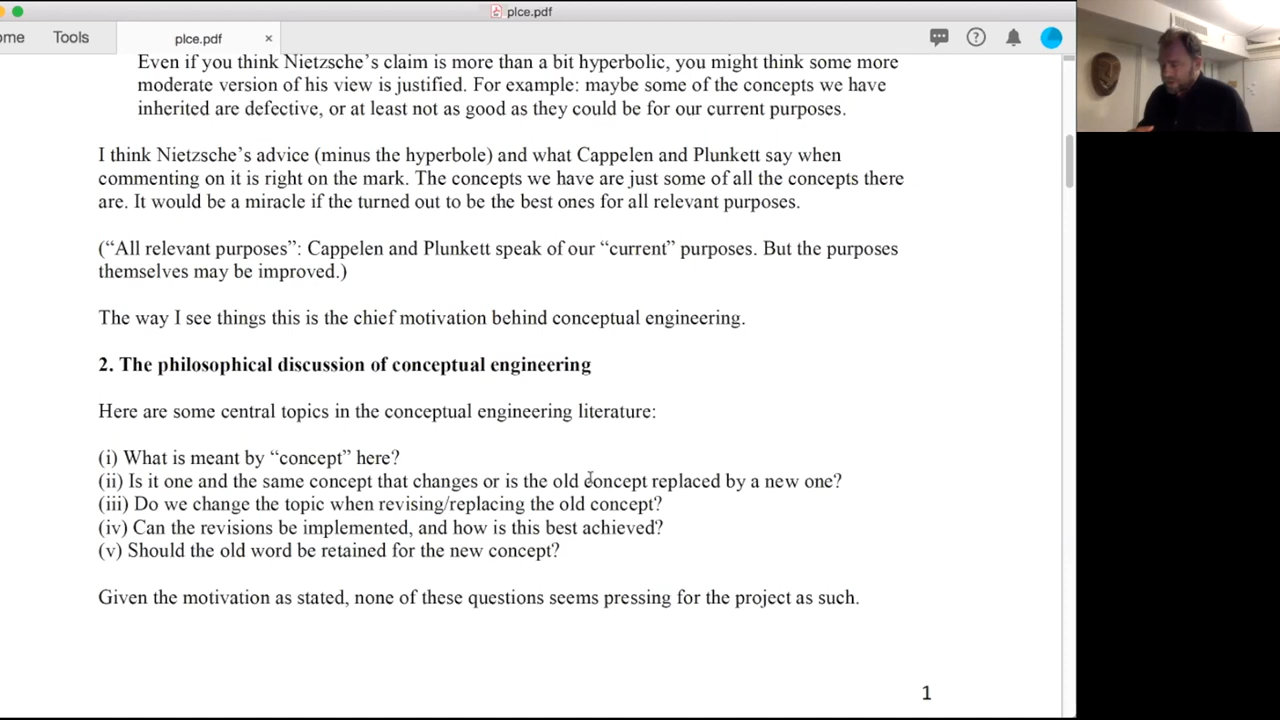 plce.pdf
ome Tools plce.pdf ×
Even if you think Nietzsche's claim is more than a bit hyperbolic, you might think some more
moderate version of his view is justified. For example: maybe some of the concepts we have
inherited are defective, or at least not as good as they could be for our current purposes.
I think Nietzsche's advice (minus the hyperbole) and what Cappelen and Plunkett say when
commenting on it is right on the mark. The concepts we have are just some of all the concepts there
are. It would be a miracle if the turned out to be the best ones for all relevant purposes.
("All relevant purposes": Cappelen and Plunkett speak of our "current" purposes. But the purposes
themselves may be improved.)
The way I see things this is the chief motivation behind conceptual engineering.
2. The philosophical discussion of conceptual engineering
Here are some central topics in the conceptual engineering literature:
(i) What is meant by "concept" here?
(ii) Is it one and the same concept that changes or is the old concept replaced by a new one?
(iii) Do we change the topic when revising/replacing the old concept?
(iv) Can the revisions be implemented, and how is this best achieved?
(v) Should the old word be retained for the new concept?
Given the motivation as stated, none of these questions seems pressing for the project as such.
1